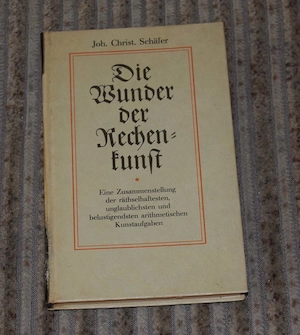 Joh. Christ. Schäfer
Die
Wunder
der
Rechen=
kunst
Eine Zusammenstellung
der räthselhaftesten,
unglaublichsten und
belustigendsten arithmetischen
Kunstaufgaben